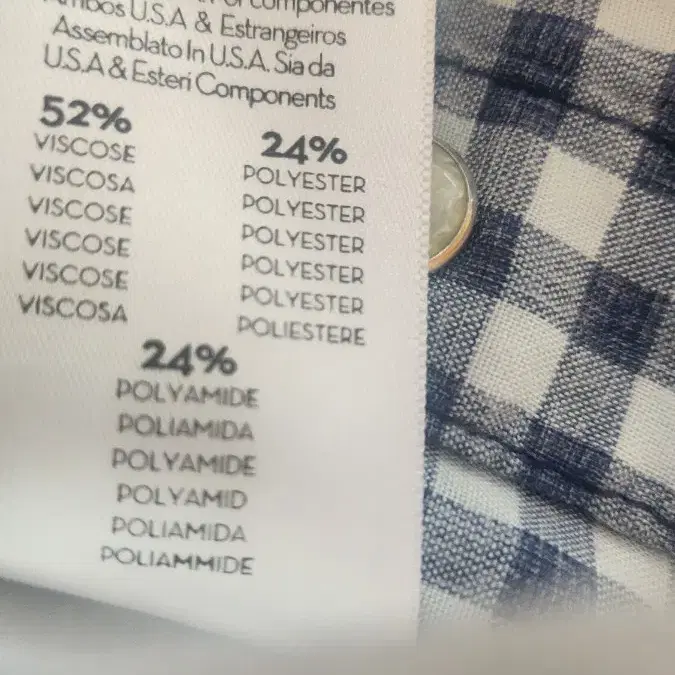 componentes
Ambos U.S.A & Estrangeiros
Assemblato In U.S.A. Sia da
U.S.A & Esteri Components
52%
VISCOSE
VISCOSA
VISCOSE
VISCOSE
VISCOSE
VISCOSA
24%
POLYESTER
POLYESTER
POLYESTER
POLYESTER
POLYESTER
POLIESTERE
24%
POLYAMIDE
POLIAMIDA
POLYAMIDE
POLYAMID
POLIAMIDA
POLIAMMIDE